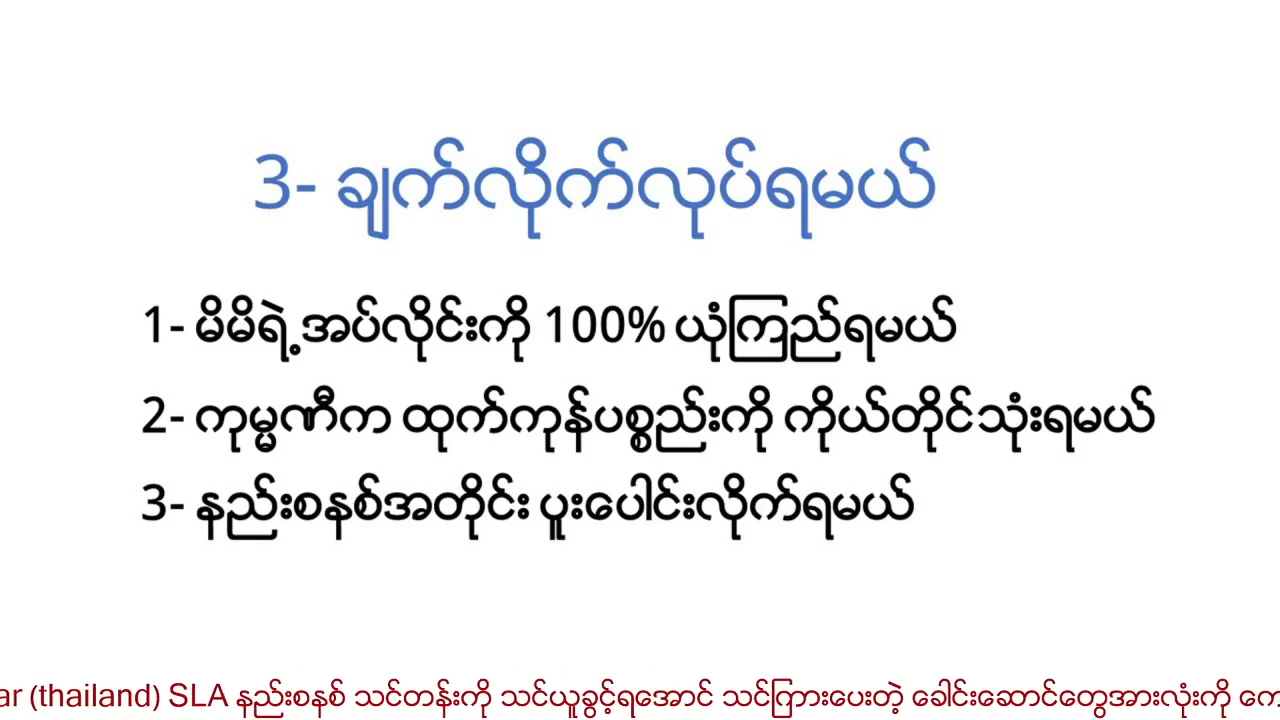 3- ချက်လိုက်လုပ်ရမယ်
1- မိမိရဲ့အပ်လိုင်းကို 100% ယုံကြည်ရမယ်
2- ကုမ္ပဏီက ထုက်ကုန်ပစ္စည်းကို ကိုယ်တိုင်သုံးရမယ်
3- နည်းစနစ်အတိုင်း ပူးပေါင်းလိုက်ရမယ်
ar (thailand) SLA နည်းစနစ် သင်တန်းကို သင်ယူခွင့်ရအောင် သင်ကြားပေးတဲ့ ခေါင်းဆောင်တွေအားလုံးကို